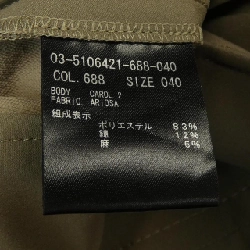 03-5106421-688-040
COL. 688 SIZE 040
BODY CAROL 2
FABRIC ARIOSA
組成表示
ポリエステル 83%
綿 12%
麻 5%